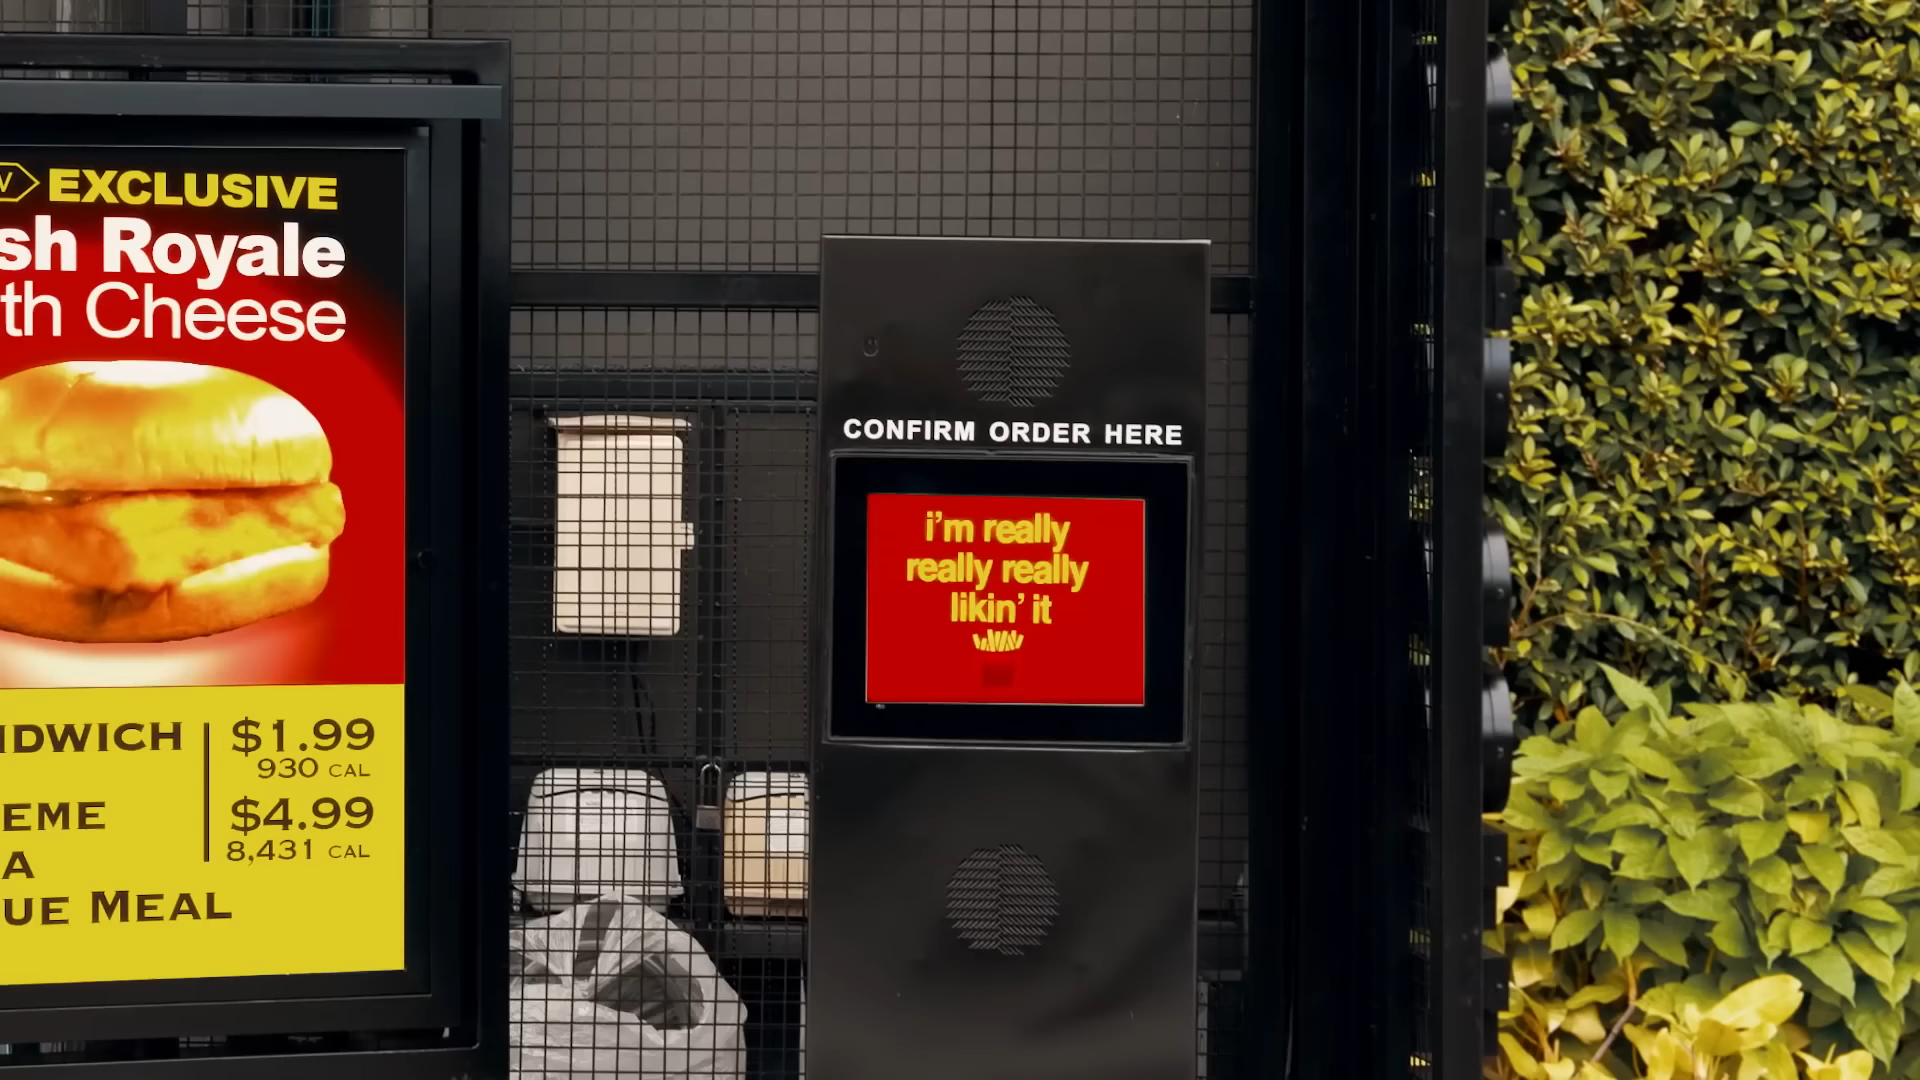 EXCLUSIVE
sh Royale
th Cheese
NDWICH
$1.99
930 CAL
EME
$4.99
A
8,431 CAL
UE MEAL
CONFIRM ORDER HERE
i'm really
really really
likin' it